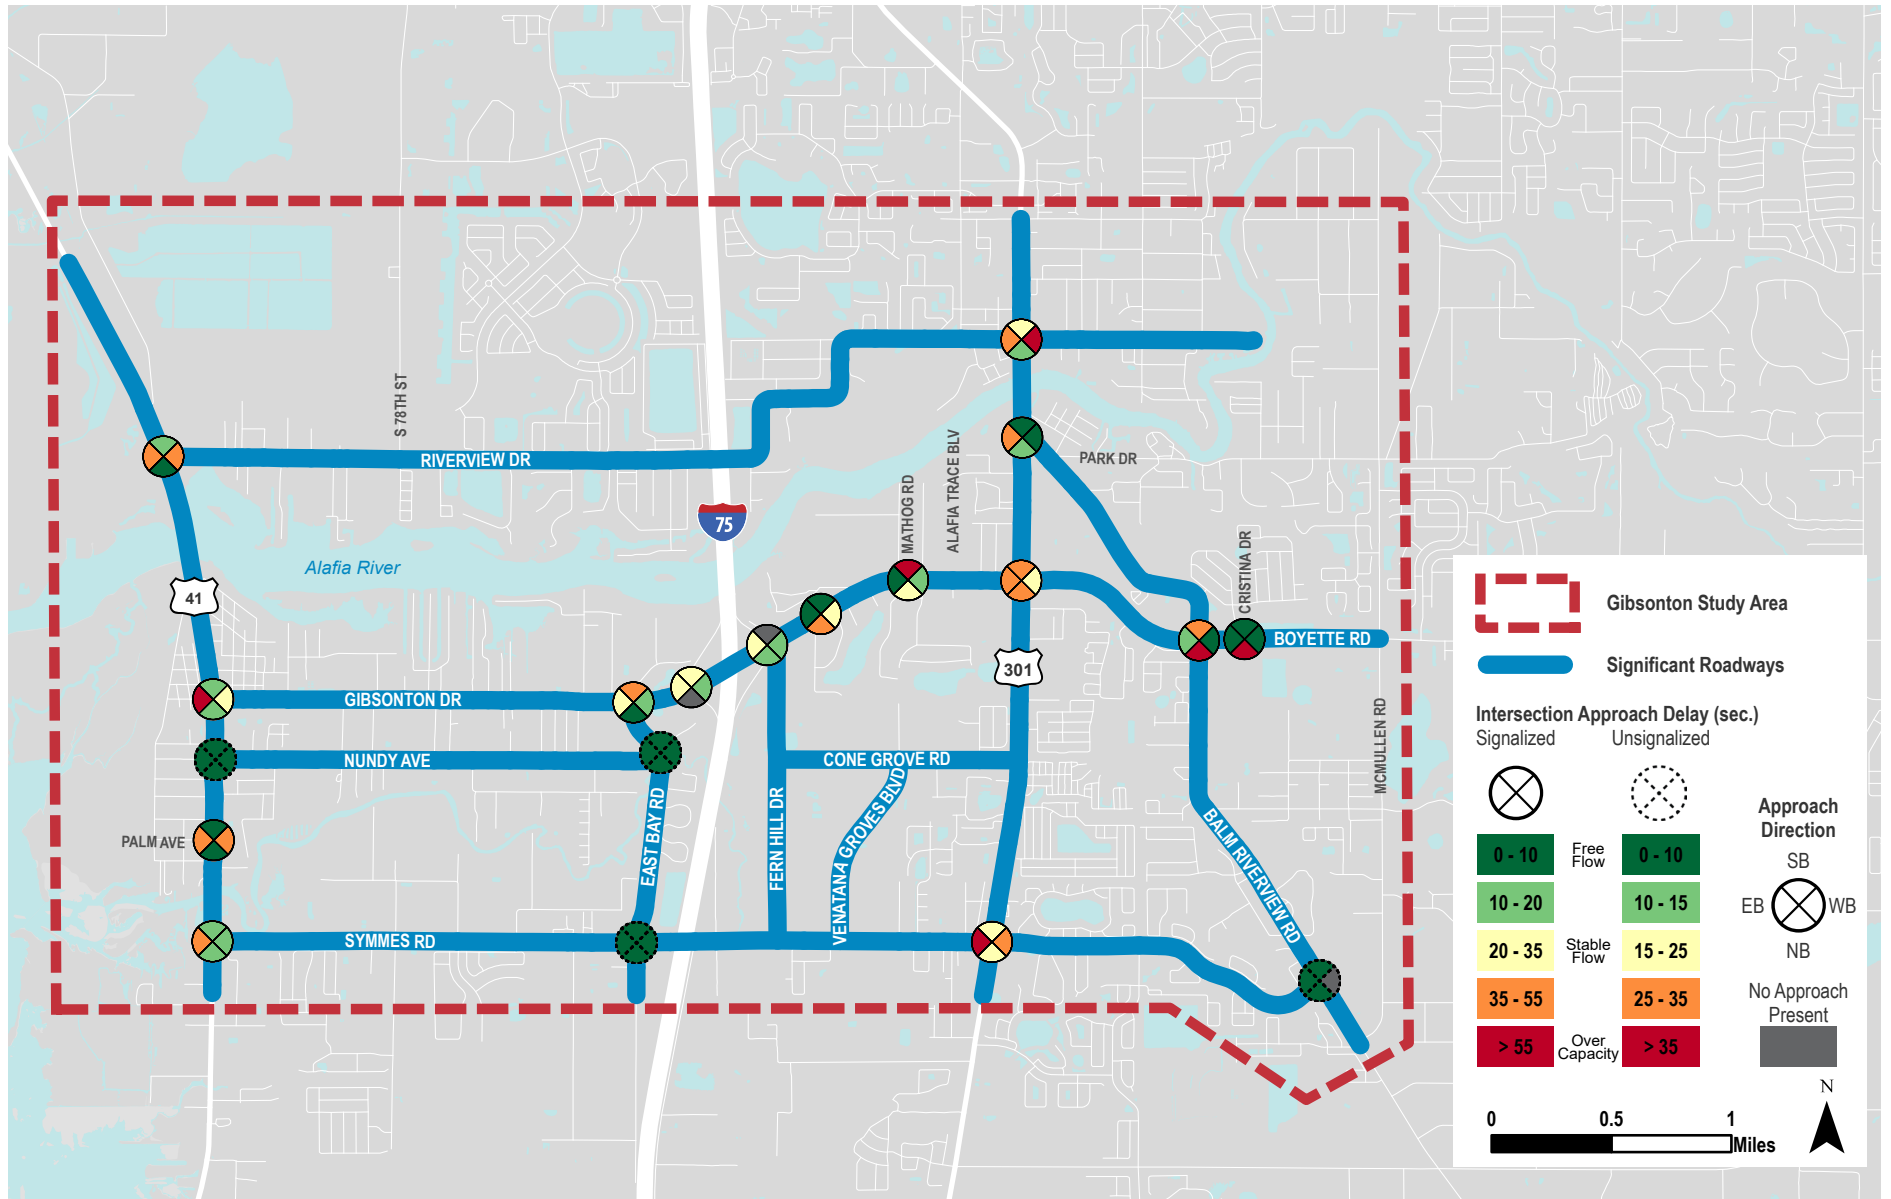 S 78TH ST
RIVERVIEW DR
75
Alafia River
41
MATHOG RD
ALAFIA TRACE BLV
PARK DR
CRISTINA DR
BOYETTE RD
301
GIBSONTON DR
NUNDY AVE
CONE GROVE RD
MCMULLEN RD
PALM AVE
EAST BAY RD
FERN HILL DR
VENATANA GROVES BLVD
BALM RIVERVIEW RD
SYMMES RD
Gibsonton Study Area
Significant Roadways
Intersection Approach Delay (sec.)
Signalized Unsignalized
0 - 10 Free Flow 0 - 10
10 - 20 10 - 15
20 - 35 Stable Flow 15 - 25
35 - 55 25 - 35
> 55 Over Capacity > 35
Approach
Direction
SB
EB WB
NB
No Approach
Present
N
0 0.5 1
Miles